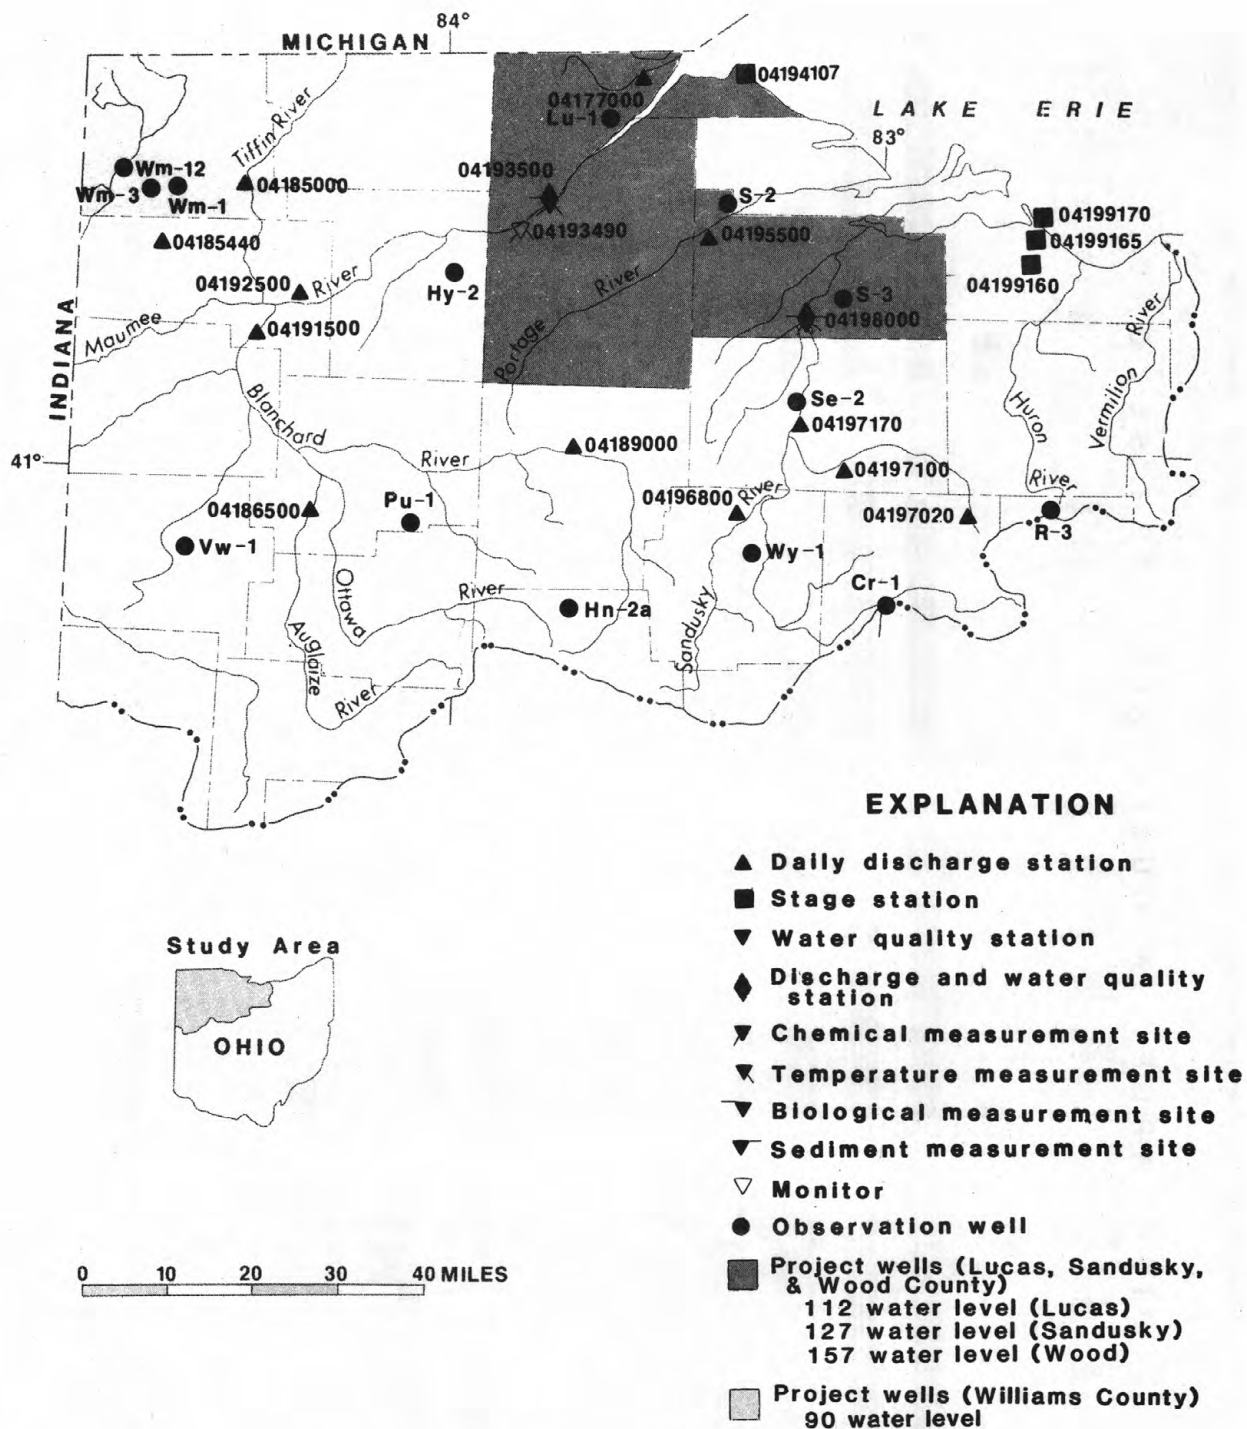 84°
MICHIGAN
04194107
04177000
Lu-1
LAKE ERIE
83°
Tiffin River
Wm-12
Wm-3
Wm-1
04185000
04193500
S-2
04199170
04193490
04195500
04199165
04185440
04199160
04192500
River
Hy-2
River
S-3
04198000
INDIANA
Maumee
04191500
Portage
River
Vermilion
Huron
River
Blanchard
River
Se-2
04197170
41°
04189000
04197100
04186500
Pu-1
04196800
River
04197020
R-3
Vw-1
Wy-1
Ottawa
River
Hn-2a
Cr-1
Sandusky
Auglaize
River
EXPLANATION
Daily discharge station
Stage station
Water quality station
Discharge and water quality
station
Chemical measurement site
Temperature measurement site
Biological measurement site
Sediment measurement site
Monitor
Observation well
Project wells (Lucas, Sandusky,
& Wood County)
112 water level (Lucas)
127 water level (Sandusky)
157 water level (Wood)
Project wells (Williams County)
90 water level
Study Area
OHIO
0 10 20 30 40 MILES